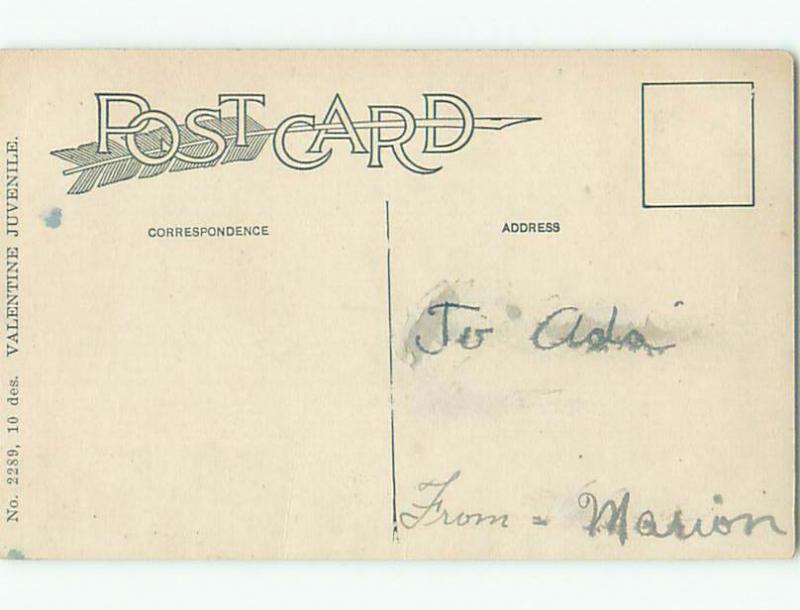 POST CARD
CORRESPONDENCE
ADDRESS
To Ada
From = Marion
No. 2289, 10 des. VALENTINE JUVENILE.